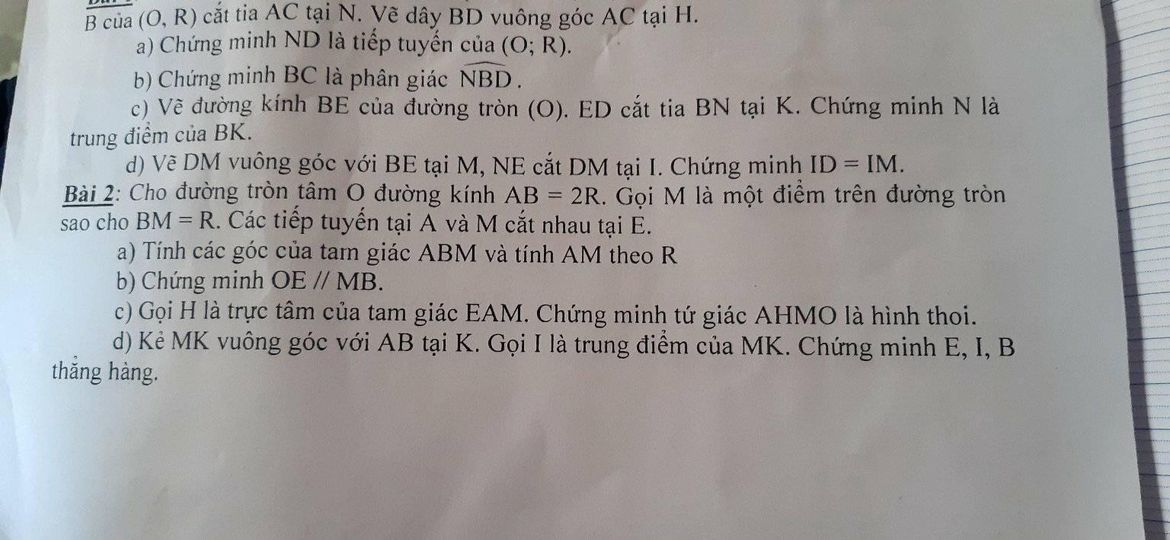 B của (O, R) cắt tia AC tại N. Vẽ dây BD vuông góc AC tại H.
a) Chứng minh ND là tiếp tuyến của (O; R).
b) Chứng minh BC là phân giác NBD .
c) Vẽ đường kính BE của đường tròn (O). ED cắt tia BN tại K. Chứng minh N là
trung điểm của BK.
d) Vẽ DM vuông góc với BE tại M, NE cắt DM tại I. Chứng minh ID = IM.
Bài 2: Cho đường tròn tâm O đường kính AB = 2R. Gọi M là một điểm trên đường tròn
sao cho BM = R. Các tiếp tuyến tại A và M cắt nhau tại E.
a) Tính các góc của tam giác ABM và tính AM theo R
b) Chứng minh OE // MB.
c) Gọi H là trực tâm của tam giác EAM. Chứng minh tứ giác AHMO là hình thoi.
d) Kẻ MK vuông góc với AB tại K. Gọi I là trung điểm của MK. Chứng minh E, I, B
thẳng hàng.